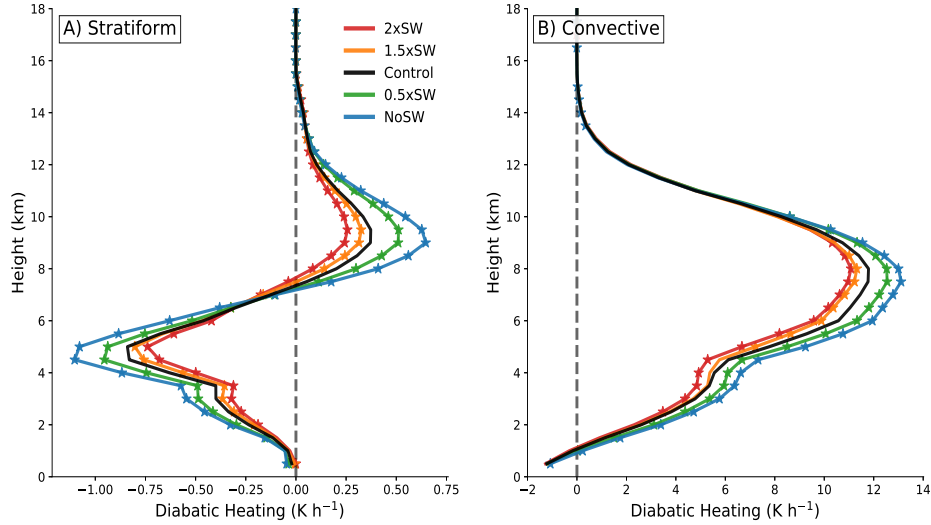 A) Stratiform
2xSW
1.5xSW
Control
0.5xSW
NoSW
Height (km)
18
16
14
12
10
8
6
4
2
0
−1.00 −0.75 −0.50 −0.25 0.00 0.25 0.50 0.75
Diabatic Heating (K h⁻¹)
B) Convective
Height (km)
18
16
14
12
10
8
6
4
2
0
−2 0 2 4 6 8 10 12 14
Diabatic Heating (K h⁻¹)